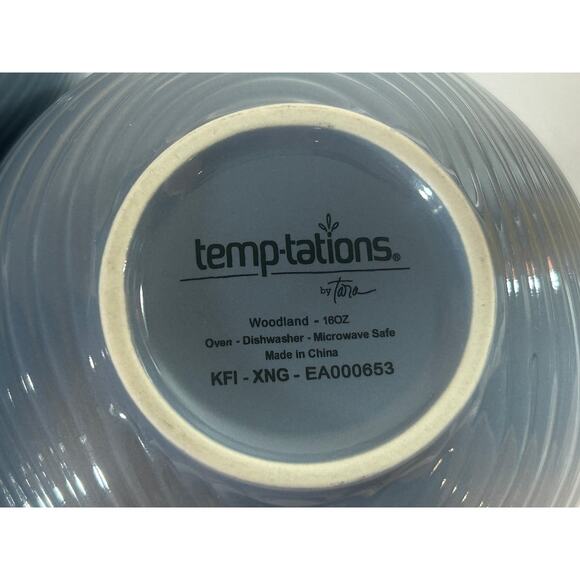 temp-tations®
by Tara
Woodland - 16OZ
Oven - Dishwasher - Microwave Safe
Made in China
KFI - XNG - EA000653